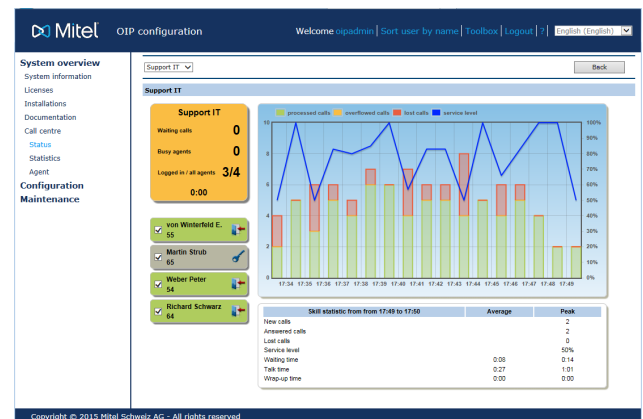 Mitel OIP configuration Welcome oipadmin | Sort user by name | Toolbox | Logout | ? | English (English)
System overview
System information
Licenses
Installations
Documentation
Call centre
Status
Statistics
Agent
Configuration
Maintenance
Support IT
Back
Support IT
Support IT
Waiting calls 0
Busy agents 0
Logged in / all agents 3/4
0:00
von Winterfeld E.
55
Martin Strub
65
Weber Peter
54
Richard Schwarz
64
processed calls overflowed calls lost calls service level
10 100%
90%
8 80%
70%
6 60%
50%
4 40%
30%
2 20%
10%
0 0%
17:34 17:35 17:36 17:37 17:38 17:39 17:40 17:41 17:42 17:43 17:44 17:45 17:46 17:47 17:48 17:49
Skill statistic from from 17:49 to 17:50 Average Peak
New calls 2
Answered calls 2
Lost calls 0
Service level 50%
Waiting time 0:08 0:14
Talk time 0:27 1:01
Wrap-up time 0:00 0:00
Copyright © 2015 Mitel Schweiz AG - All rights reserved